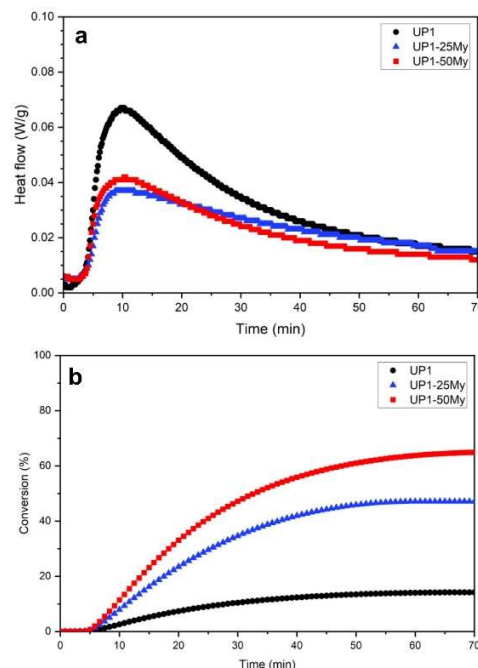 a
UP1
UP1-25My
UP1-50My
0.10
0.08
0.06
0.04
0.02
0.00
Heat flow (W/g)
0 10 20 30 40 50 60 70
Time (min)
b
UP1
UP1-25My
UP1-50My
100
80
60
40
20
0
Conversion (%)
0 10 20 30 40 50 60 70
Time (min)